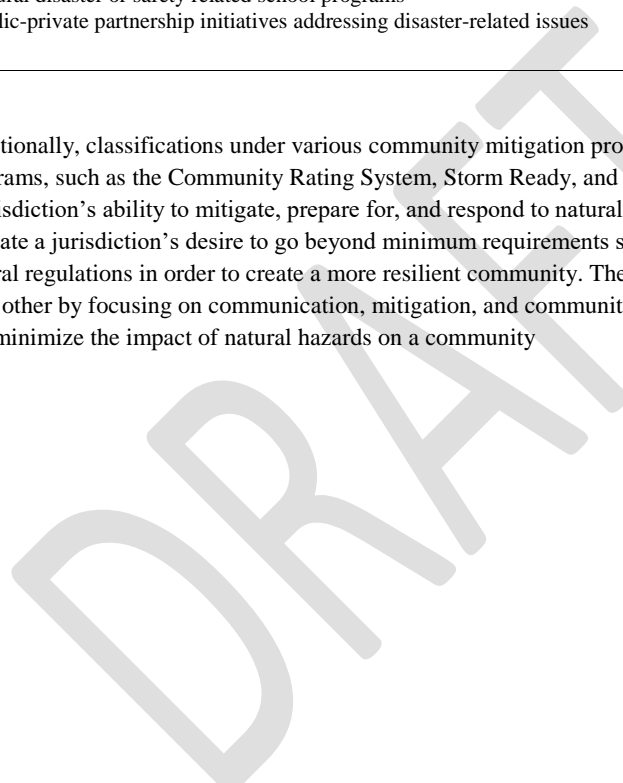 ural disaster or safety related school programs
lic-private partnership initiatives addressing disaster-related issues
tionally, classifications under various community mitigation pro
rams, such as the Community Rating System, Storm Ready, and
isdiction’s ability to mitigate, prepare for, and respond to natural
ate a jurisdiction’s desire to go beyond minimum requirements s
ral regulations in order to create a more resilient community. The
other by focusing on communication, mitigation, and communit
minimize the impact of natural hazards on a community
DRAFT